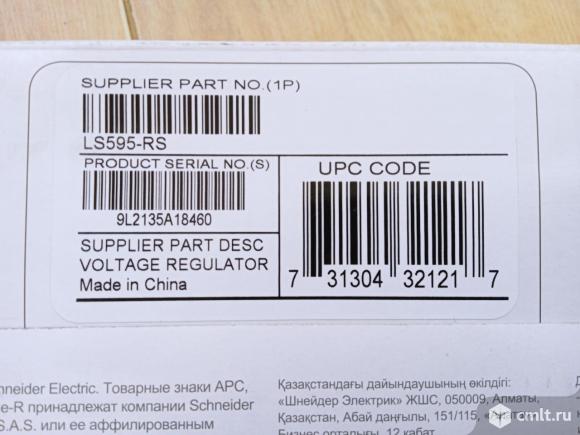 SUPPLIER PART NO.(1P)
LS595-RS
PRODUCT SERIAL NO.(S)
9L2135A18460
SUPPLIER PART DESC
VOLTAGE REGULATOR
Made in China
UPC CODE
7 31304 32121 7
hneider Electric. Товарные знаки APC,
e-R принадлежат компании Schneider
S.A.S. или ее аффилированным
Қазақстандағы дайындаушының өкілдігі:
«Шнейдер Электрик» ЖШС, 050009, Алматы,
Қазақстан, Абай даңғылы, 151/115, «Алатау»
Бизнес орталығы, 12 қабат
cmlt.ru